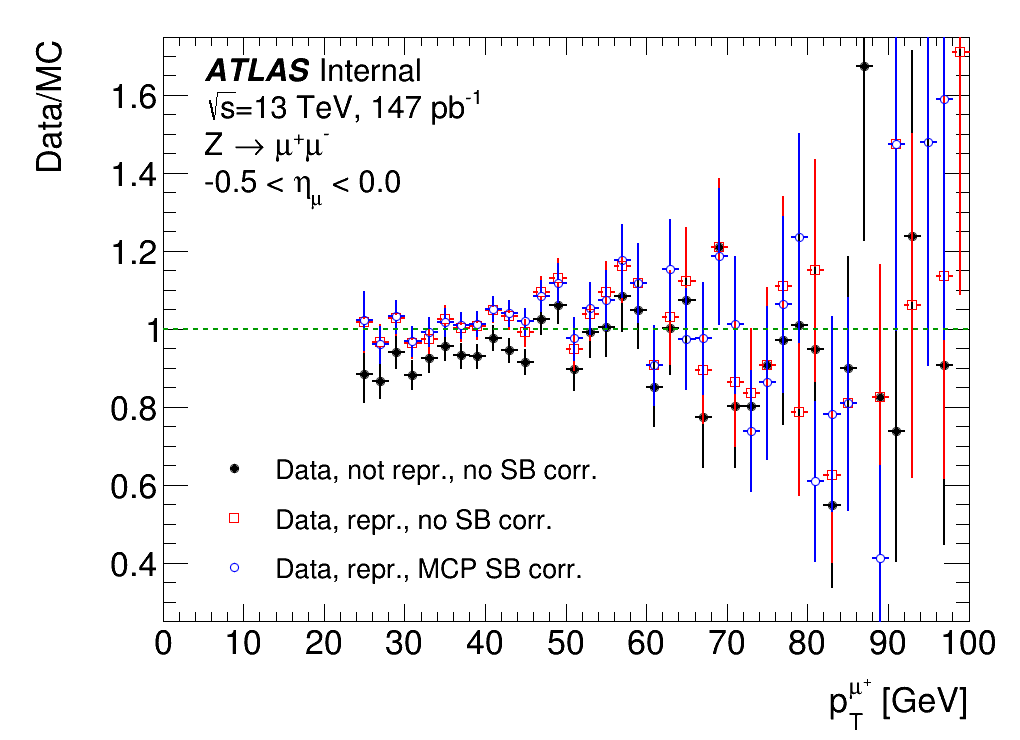 Data/MC
ATLAS Internal
√s=13 TeV, 147 pb⁻¹
Z → μ⁺μ⁻
-0.5 < η_μ < 0.0
1.6
1.4
1.2
1
0.8
0.6
0.4
Data, not repr., no SB corr.
Data, repr., no SB corr.
Data, repr., MCP SB corr.
0 10 20 30 40 50 60 70 80 90 100
p_T^μ⁺ [GeV]